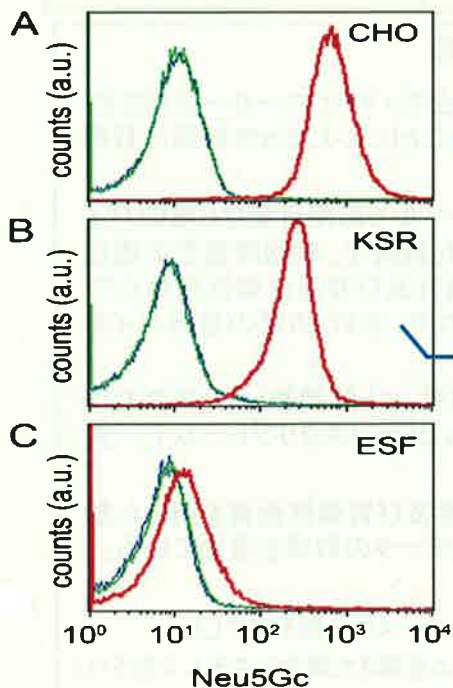 A
CHO
counts (a.u.)
B
KSR
counts (a.u.)
C
ESF
counts (a.u.)
10⁰ 10¹ 10² 10³ 10⁴
Neu5Gc